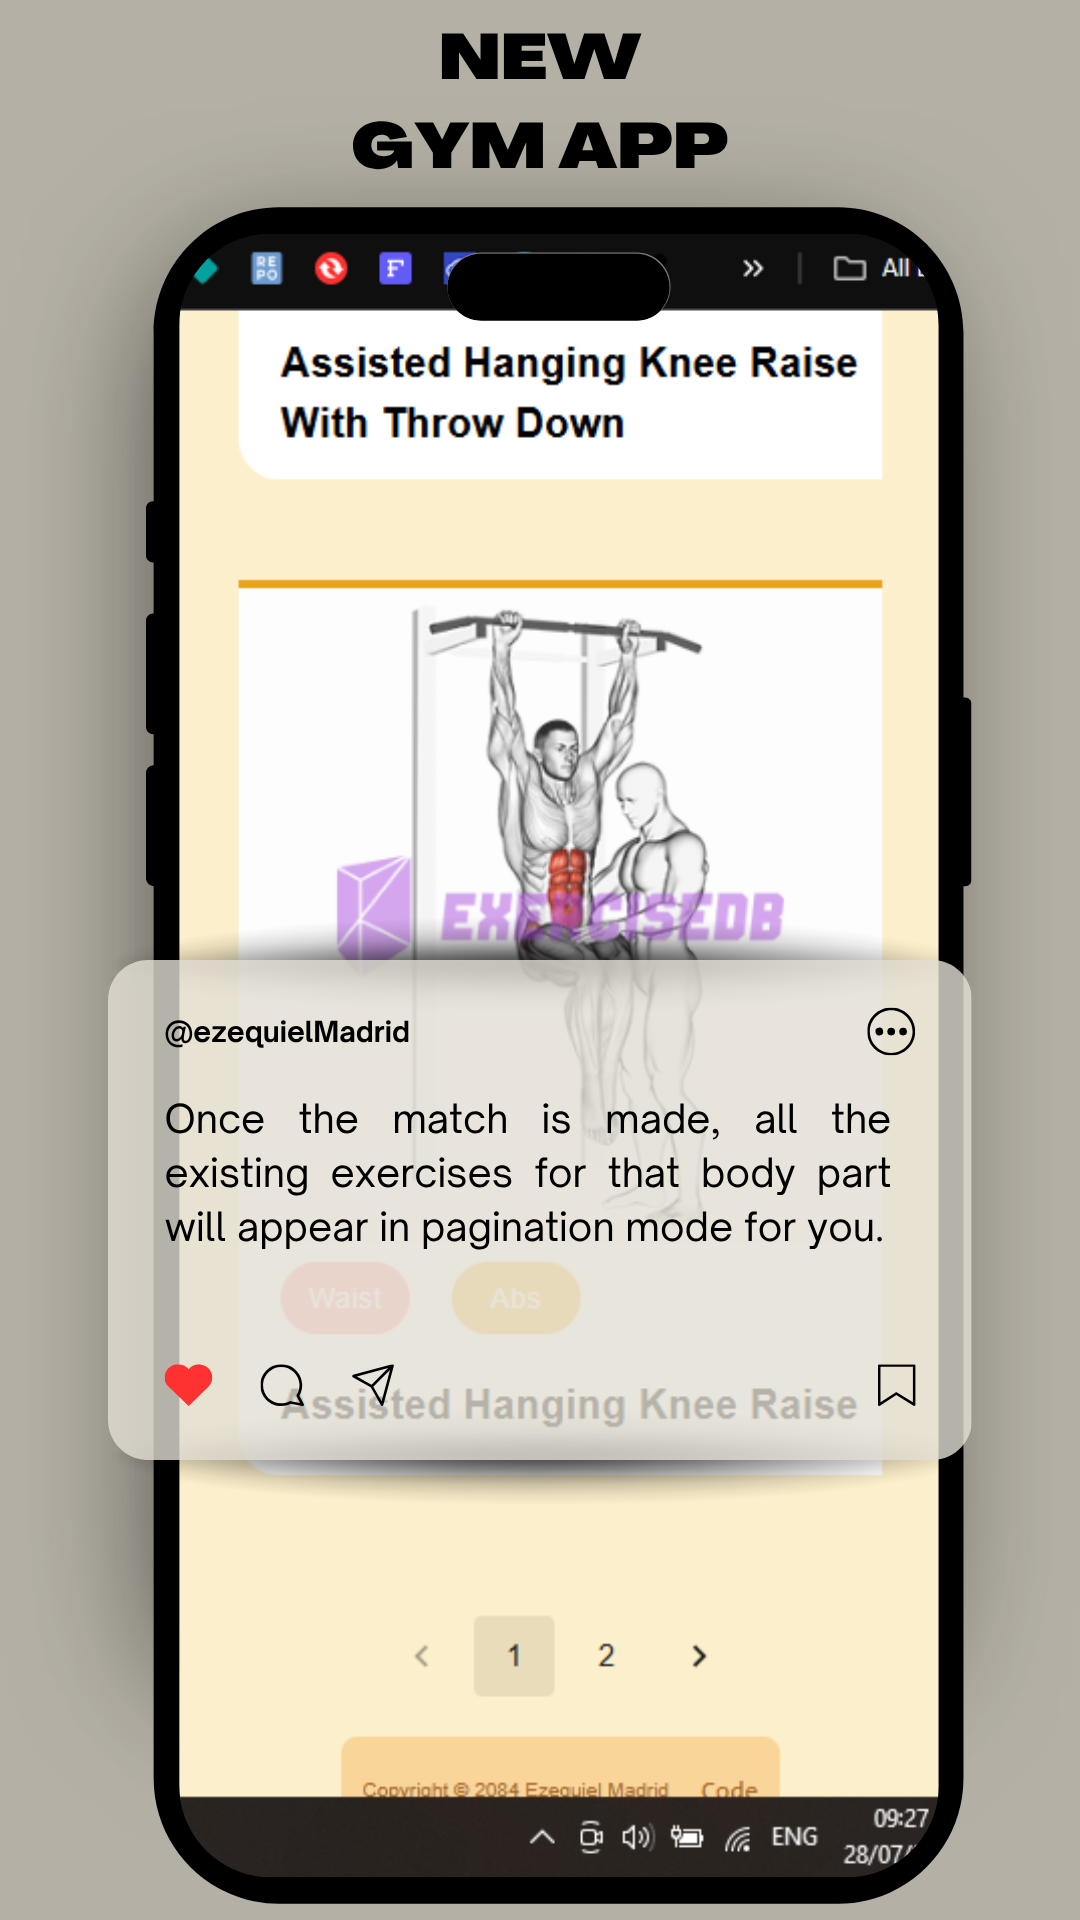 NEW
GYM APP
RE
PO
F
All
Assisted Hanging Knee Raise
With Throw Down
EXERCISEDB
@ezequielMadrid
Once the match is made, all the
existing exercises for that body part
will appear in pagination mode for you.
Waist Abs
Assisted Hanging Knee Raise
1 2
Copyright © 2084 Ezequiel Madrid Code
ENG
09:27
28/07/